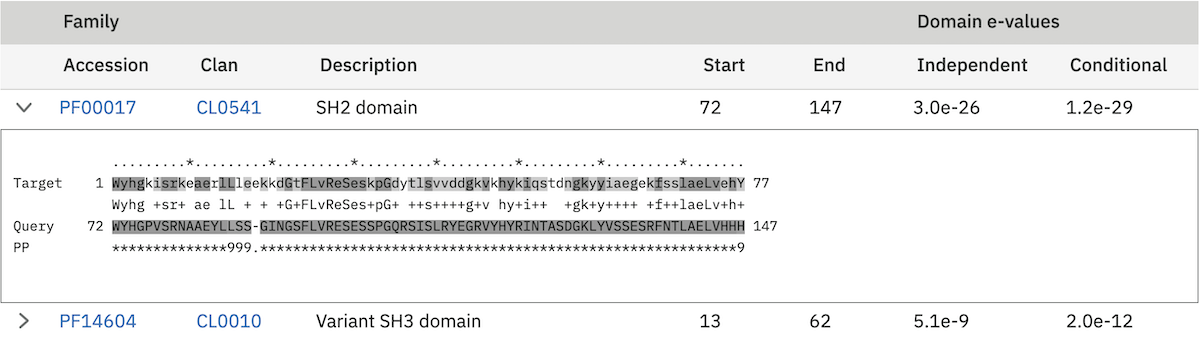 Family Domain e-values
Accession Clan Description Start End Independent Conditional
PF00017 CL0541 SH2 domain 72 147 3.0e-26 1.2e-29
.........*.........*.........*.........*.........*.........*.........*.......
Target 1 WyhgkisrkeaerlLleekkdGtFLvReSeskpGdytlsvvddgkvkhykiqstdngkyyiaegekfsslaeLvehY 77
Wyhg +sr+ ae lL + + +G+FLvReSes+pG+ ++s++++g+v hy+i++  +gk+y++++ +f++laeLv+h+
Query 72 WYHGPVSRNAAEYLLSS-GINGSFLVRESESSPGQRSISLRYEGRVYHYRINTASDGKLYVSSESRFNTLAELVHHH 147
PP **************999.**********************************************************9
PF14604 CL0010 Variant SH3 domain 13 62 5.1e-9 2.0e-12